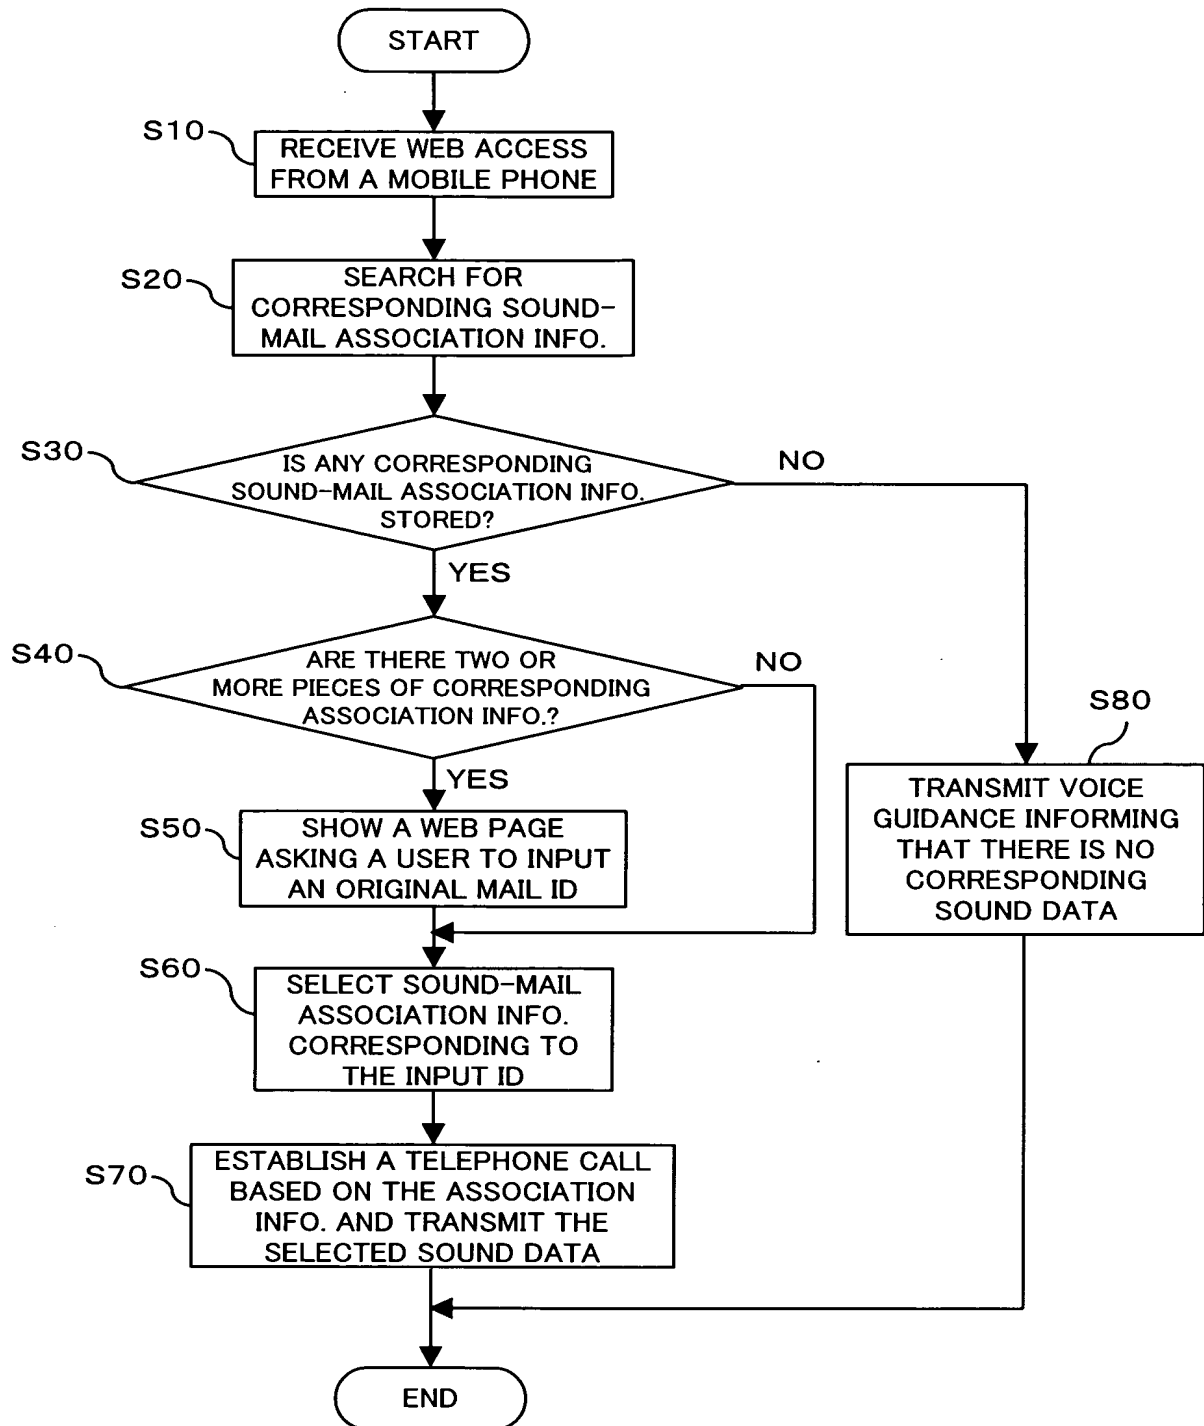 START
S10
RECEIVE WEB ACCESS
FROM A MOBILE PHONE
S20
SEARCH FOR
CORRESPONDING SOUND-
MAIL ASSOCIATION INFO.
S30
IS ANY CORRESPONDING
SOUND-MAIL ASSOCIATION INFO.
STORED?
NO
YES
S40
ARE THERE TWO OR
MORE PIECES OF CORRESPONDING
ASSOCIATION INFO.?
NO
YES
S80
TRANSMIT VOICE
GUIDANCE INFORMING
THAT THERE IS NO
CORRESPONDING
SOUND DATA
S50
SHOW A WEB PAGE
ASKING A USER TO INPUT
AN ORIGINAL MAIL ID
S60
SELECT SOUND-MAIL
ASSOCIATION INFO.
CORRESPONDING TO
THE INPUT ID
S70
ESTABLISH A TELEPHONE CALL
BASED ON THE ASSOCIATION
INFO. AND TRANSMIT THE
SELECTED SOUND DATA
END